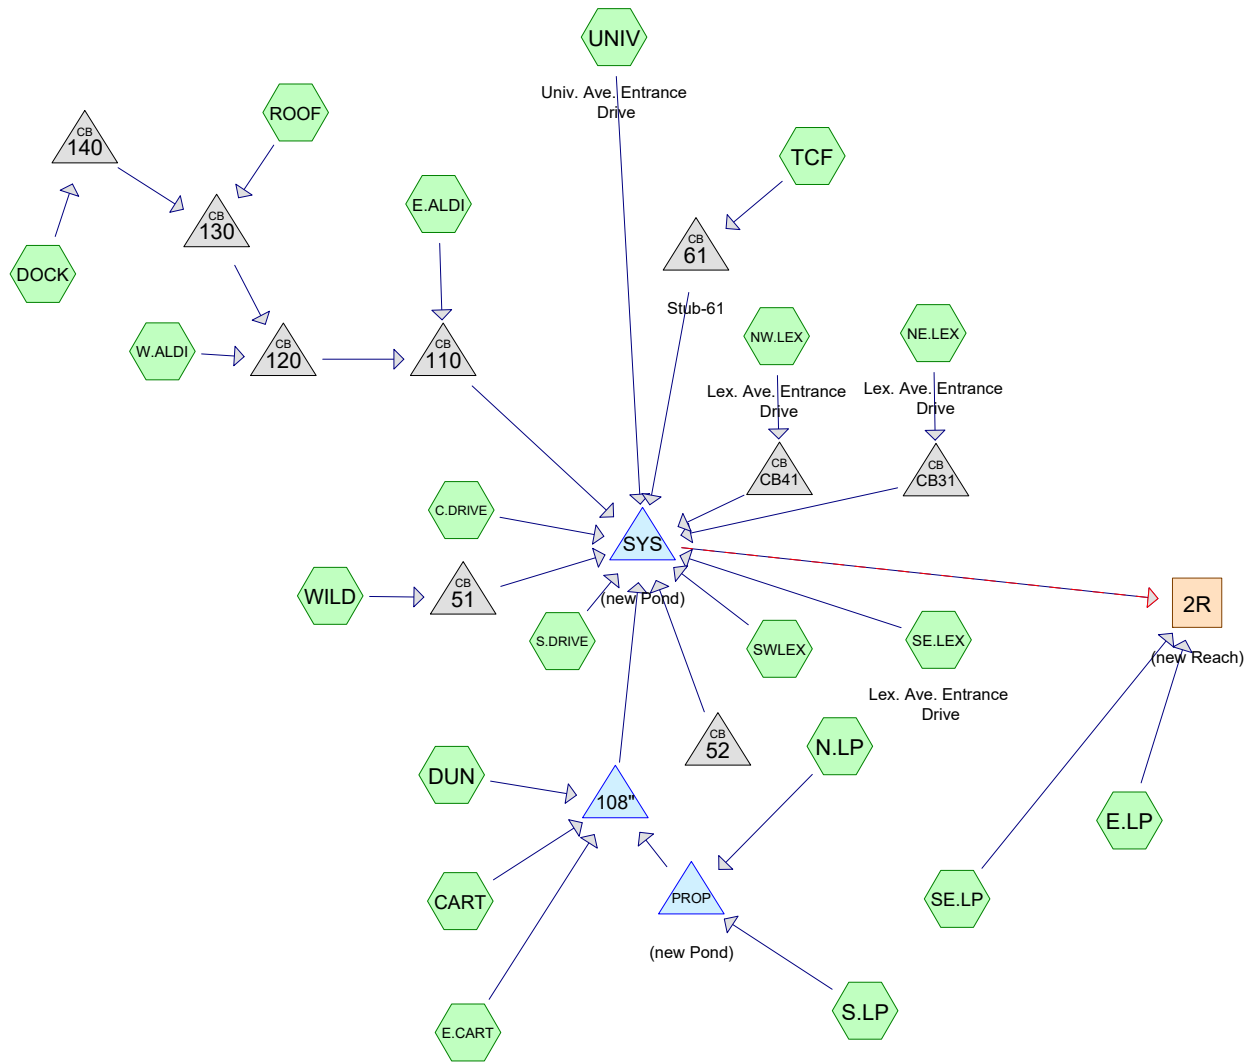 UNIV
Univ. Ave. Entrance
Drive
ROOF
CB
140
TCF
E.ALDI
CB
130
CB
61
DOCK
Stub-61
NW.LEX
NE.LEX
W.ALDI
CB
120
CB
110
Lex. Ave. Entrance
Drive
Lex. Ave. Entrance
Drive
CB
CB41
CB
CB31
C.DRIVE
SYS
(new Pond)
WILD
CB
51
2R
(new Reach)
S.DRIVE
SWLEX
SE.LEX
Lex. Ave. Entrance
Drive
CB
52
N.LP
DUN
108"
E.LP
CART
PROP
(new Pond)
SE.LP
S.LP
E.CART